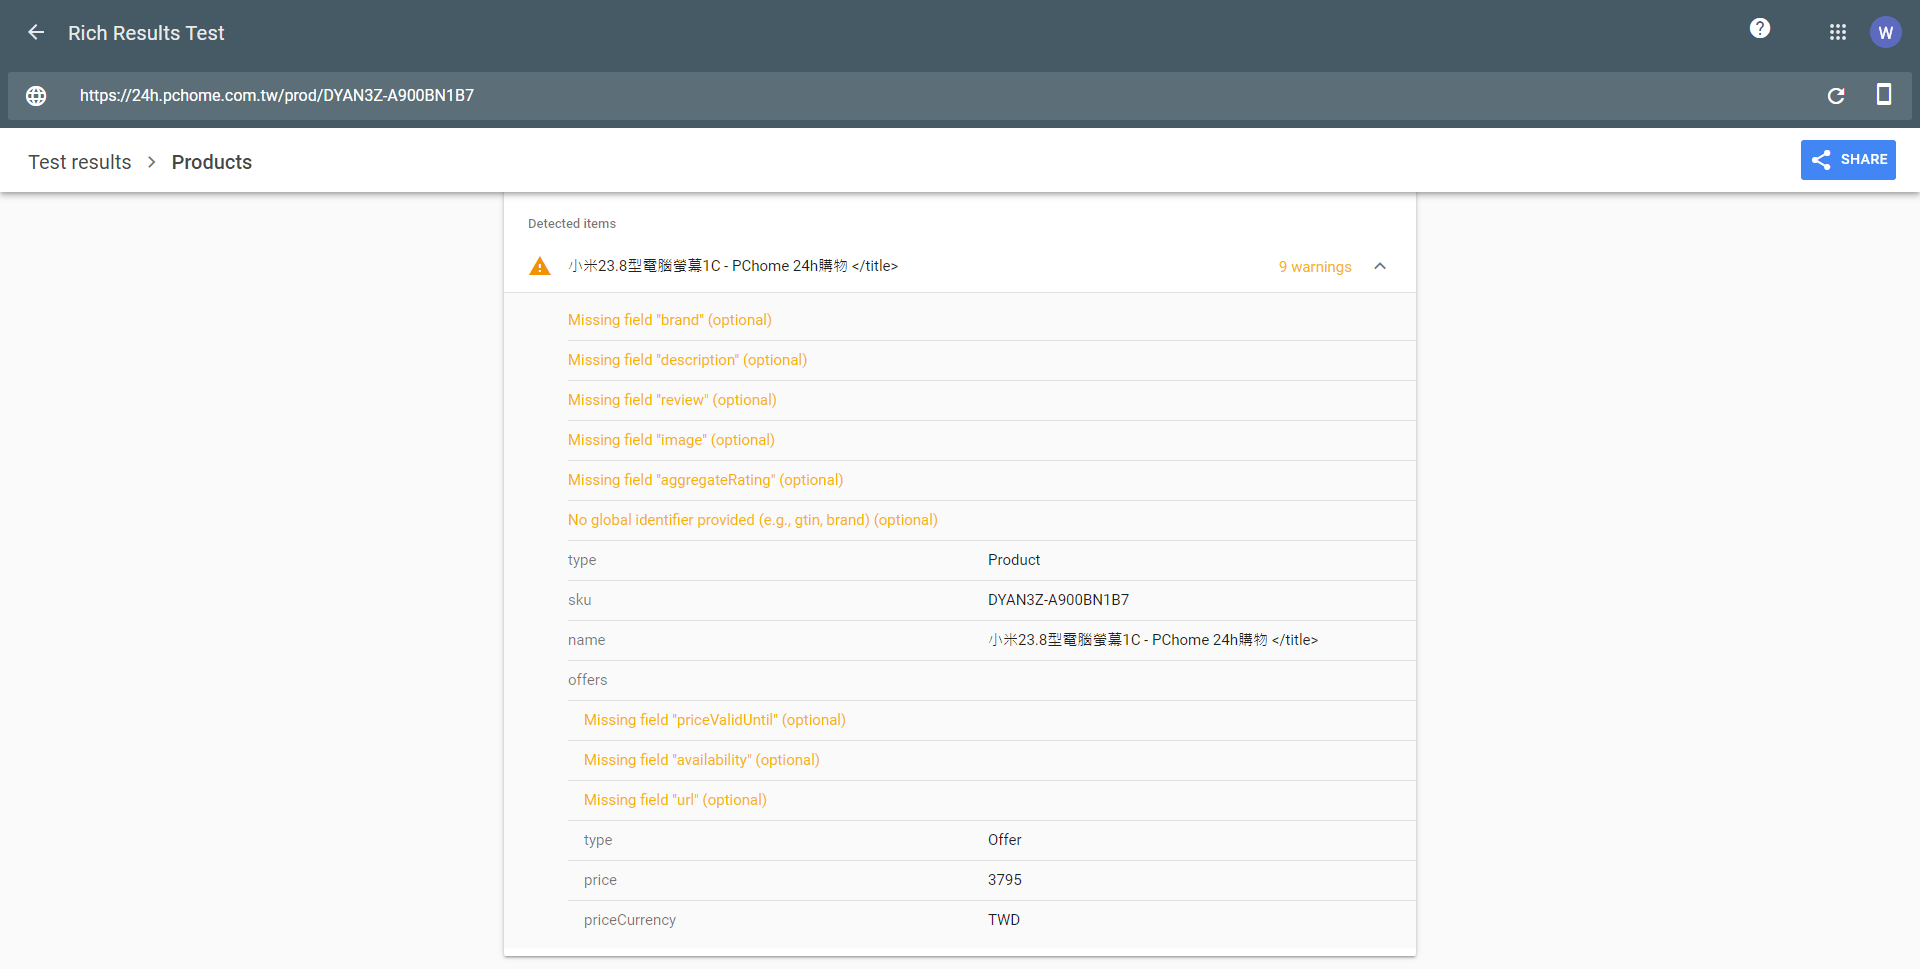 Rich Results Test
?
W
https://24h.pchome.com.tw/prod/DYAN3Z-A900BN1B7
Test results > Products
SHARE
Detected items
小米23.8型電腦螢幕1C - PChome 24h購物 </title>
9 warnings
Missing field "brand" (optional)
Missing field "description" (optional)
Missing field "review" (optional)
Missing field "image" (optional)
Missing field "aggregateRating" (optional)
No global identifier provided (e.g., gtin, brand) (optional)
type Product
sku DYAN3Z-A900BN1B7
name 小米23.8型電腦螢幕1C - PChome 24h購物 </title>
offers
Missing field "priceValidUntil" (optional)
Missing field "availability" (optional)
Missing field "url" (optional)
type Offer
price 3795
priceCurrency TWD